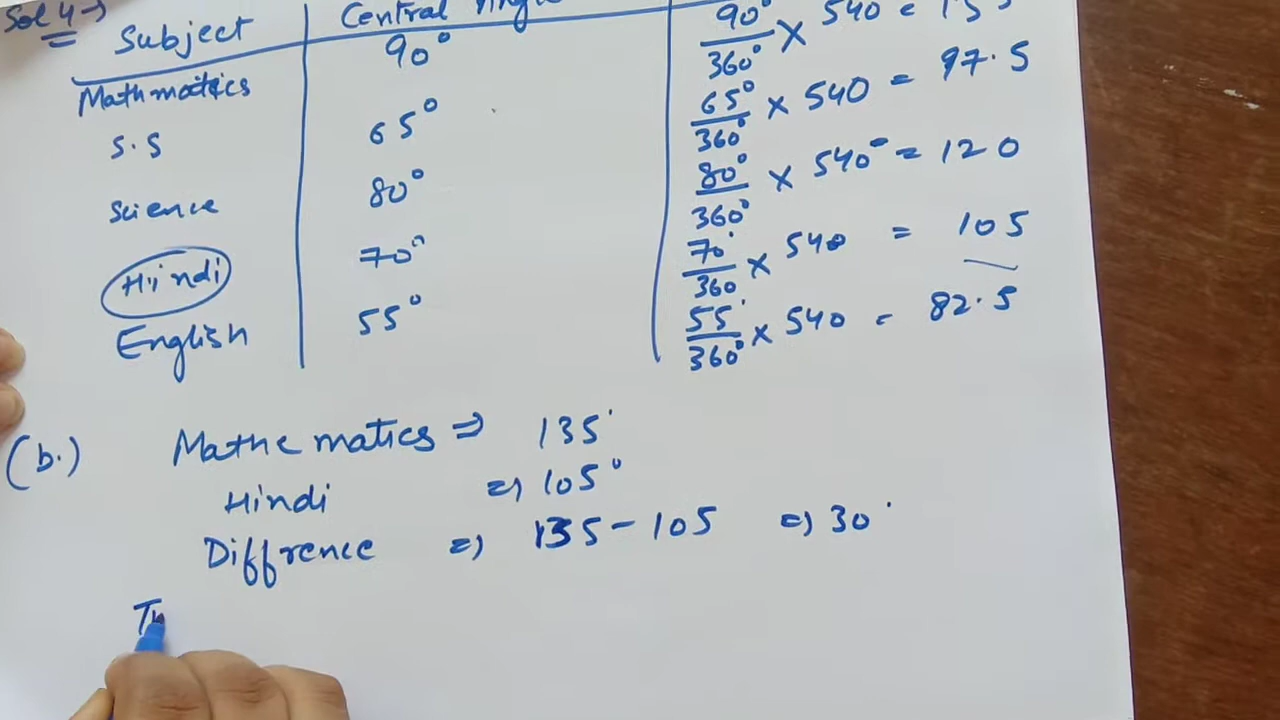 Sol 4→
Subject Central Angle
Mathmatics 90° 90°/360° × 540 = 135
S.S 65° 65°/360° × 540 = 97.5
Science 80° 80°/360° × 540° = 120
Hindi 70° 70°/360 × 540 = 105
English 55° 55°/360° × 540 = 82.5
(b.) Mathematics ⇒ 135°
Hindi ⇒ 105°
Diffrence ⇒ 135 - 105 ⇒ 30°